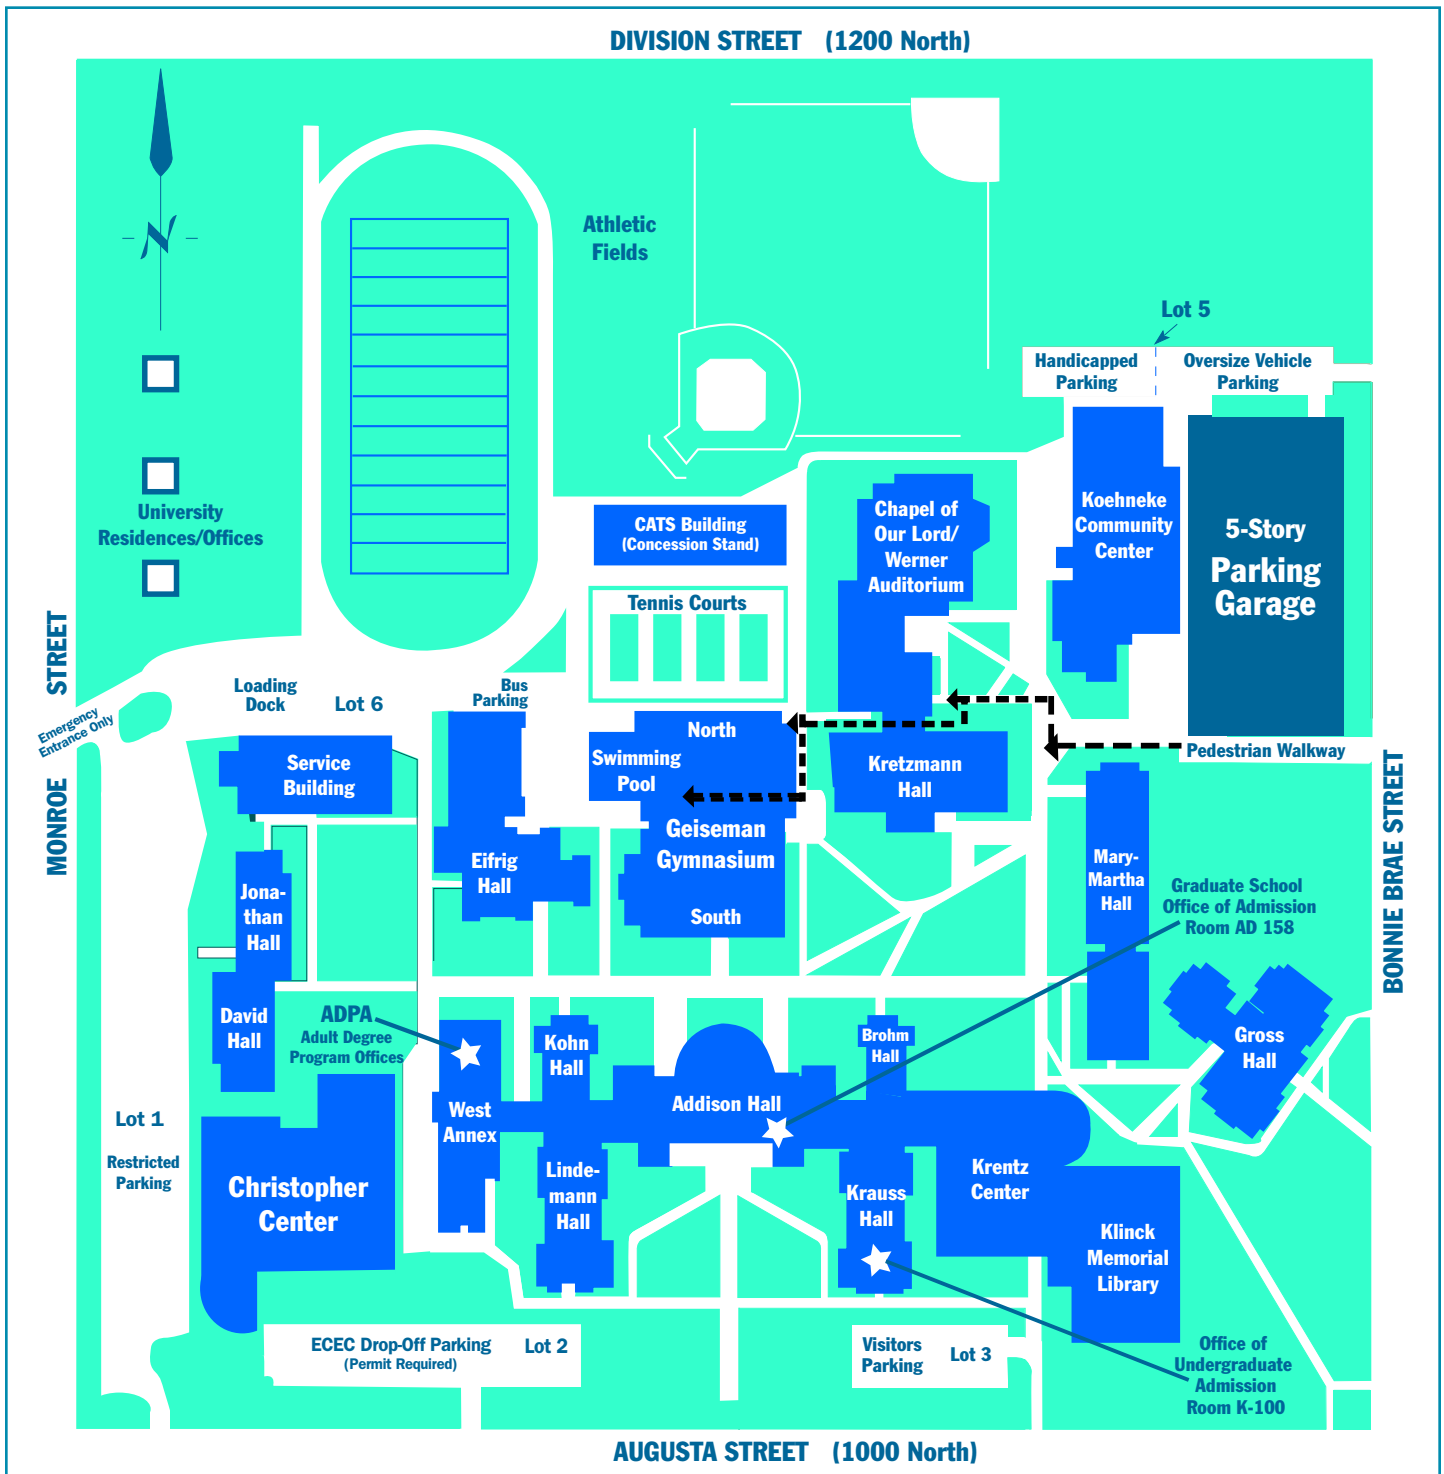 DIVISION STREET (1200 North)
N
Athletic
Fields
Lot 5
Handicapped
Parking
Oversize Vehicle
Parking
University
Residences/Offices
CATS Building
(Concession Stand)
Chapel of
Our Lord/
Werner
Auditorium
Koehneke
Community
Center
5-Story
Parking
Garage
Tennis Courts
MONROE STREET
Emergency
Entrance Only
Loading
Dock
Lot 6
Bus
Parking
North
Swimming
Pool
Geiseman
Gymnasium
South
Kretzmann
Hall
Pedestrian Walkway
BONNIE BRAE STREET
Service
Building
Eifrig
Hall
Mary-
Martha
Hall
Graduate School
Office of Admission
Room AD 158
Jona-
than
Hall
David
Hall
ADPA
Adult Degree
Program Offices
Kohn
Hall
Brohm
Hall
Gross
Hall
West
Annex
Addison Hall
Lot 1
Restricted
Parking
Christopher
Center
Linde-
mann
Hall
Krauss
Hall
Krentz
Center
Klinck
Memorial
Library
ECEC Drop-Off Parking
(Permit Required)
Lot 2
Visitors
Parking
Lot 3
Office of
Undergraduate
Admission
Room K-100
AUGUSTA STREET (1000 North)